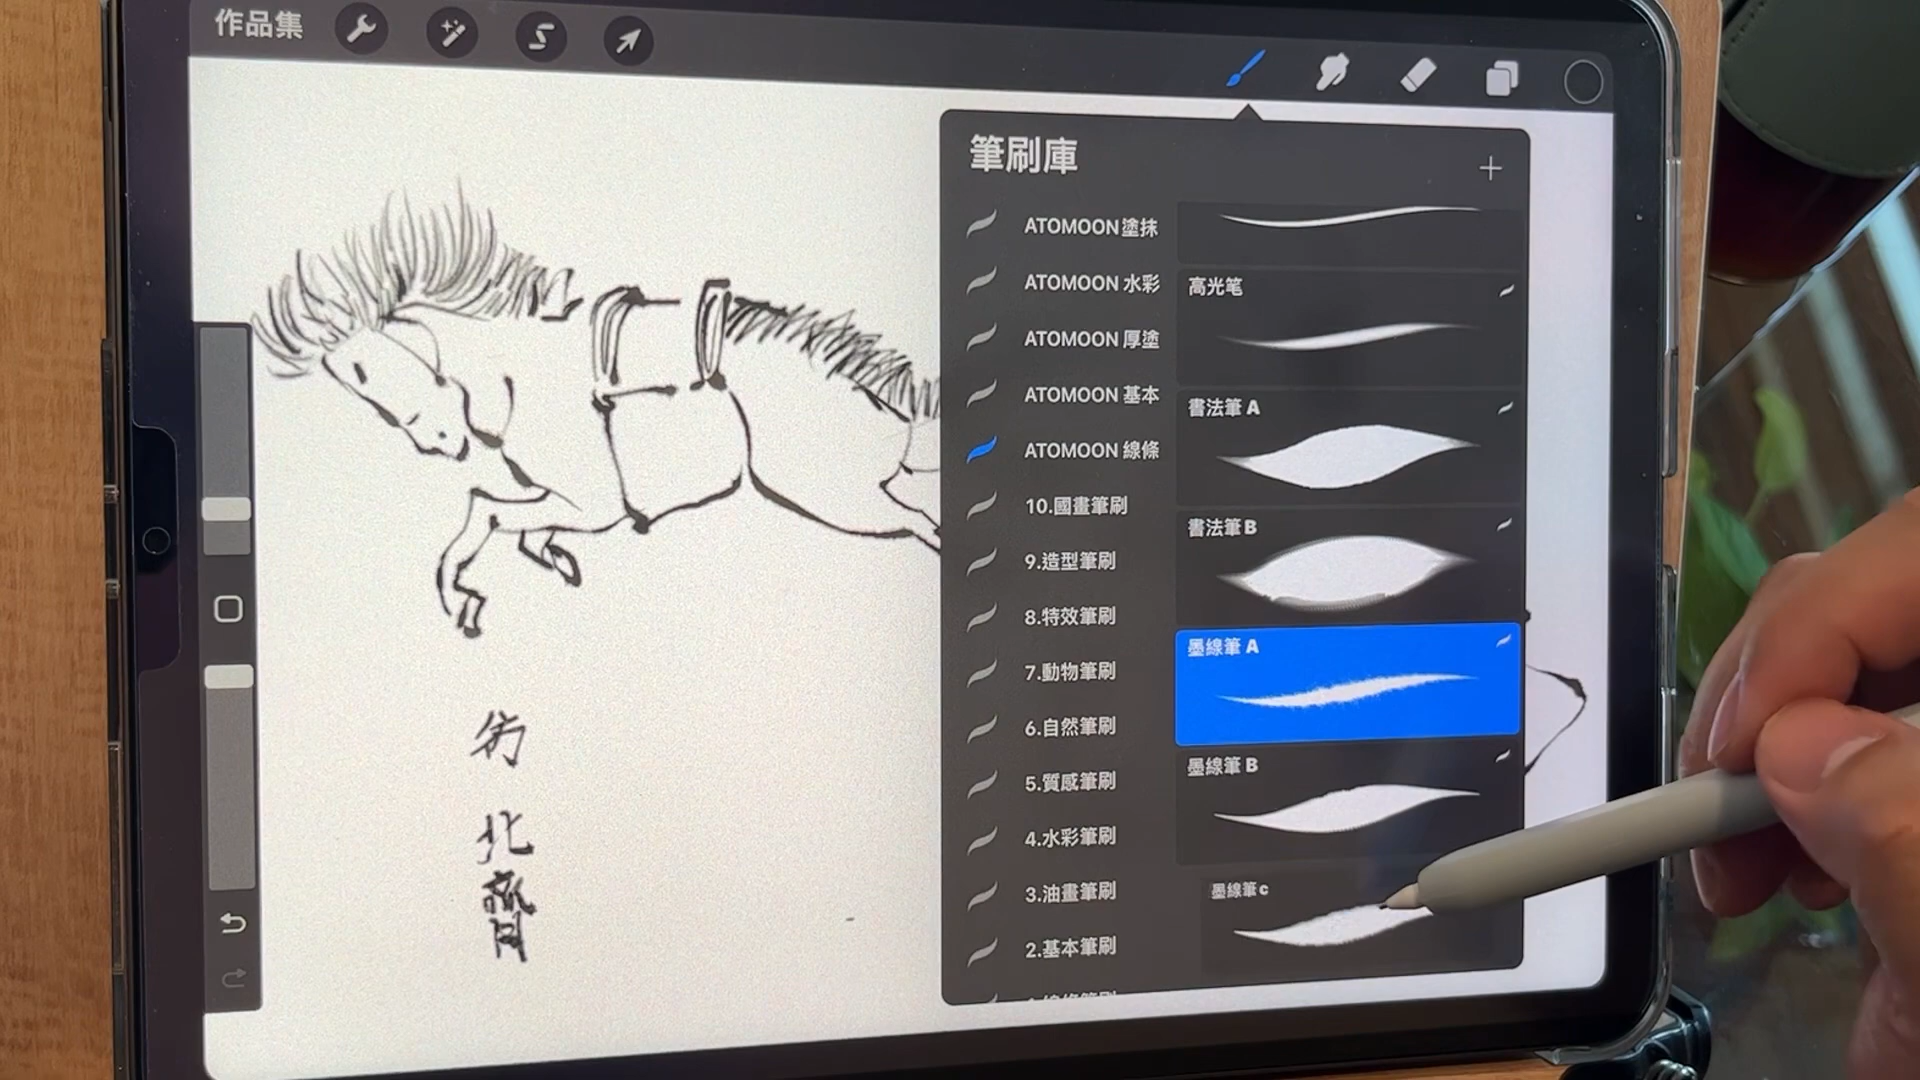 作品集
筆刷庫
ATOMOON塗抹
ATOMOON 水彩
ATOMOON 厚塗
ATOMOON 基本
ATOMOON 線條
10.國畫筆刷
9.造型筆刷
8.特效筆刷
7.動物筆刷
6.自然筆刷
5.質感筆刷
4.水彩筆刷
3.油畫筆刷
2.基本筆刷
高光笔
書法筆 A
書法筆 B
墨線筆 A
墨線筆 B
墨線筆c
北